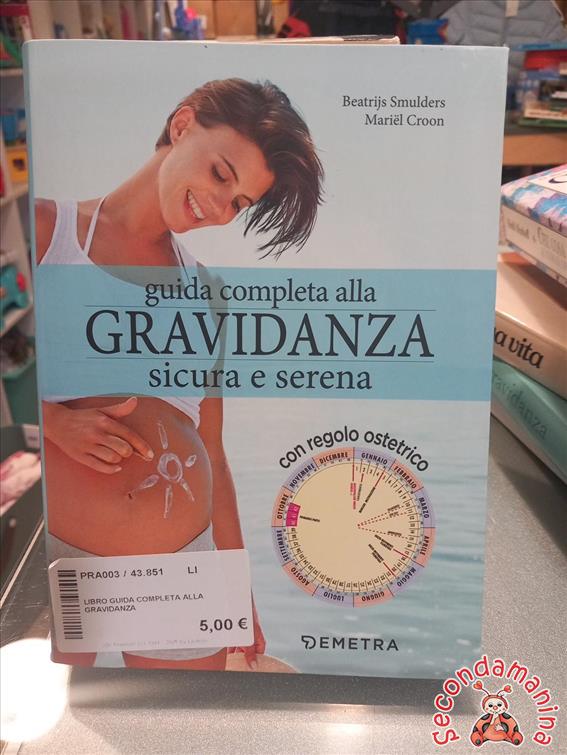 Beatrijs Smulders
Mariël Croon
guida completa alla
GRAVIDANZA
sicura e serena
con regolo ostetrico
GENNAIO
FEBBRAIO
MARZO
APRILE
MAGGIO
GIUGNO
LUGLIO
AGOSTO
SETTEMBRE
OTTOBRE
NOVEMBRE
DICEMBRE
PRA003 / 43.851 LI
LIBRO GUIDA COMPLETA ALLA
GRAVIDANZA
5,00 €
DEMETRA
a vita
gravidanza
Secondamanina